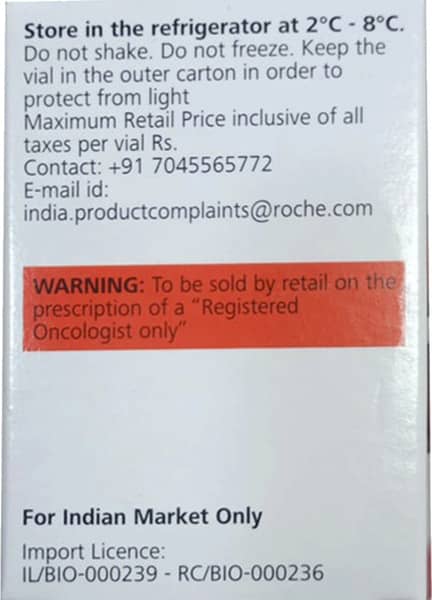 Store in the refrigerator at 2°C - 8°C.
Do not shake. Do not freeze. Keep the
vial in the outer carton in order to
protect from light
Maximum Retail Price inclusive of all
taxes per vial Rs.
Contact: +91 7045565772
E-mail id:
india.productcomplaints@roche.com
WARNING: To be sold by retail on the
prescription of a “Registered
Oncologist only”
For Indian Market Only
Import Licence:
IL/BIO-000239 - RC/BIO-000236